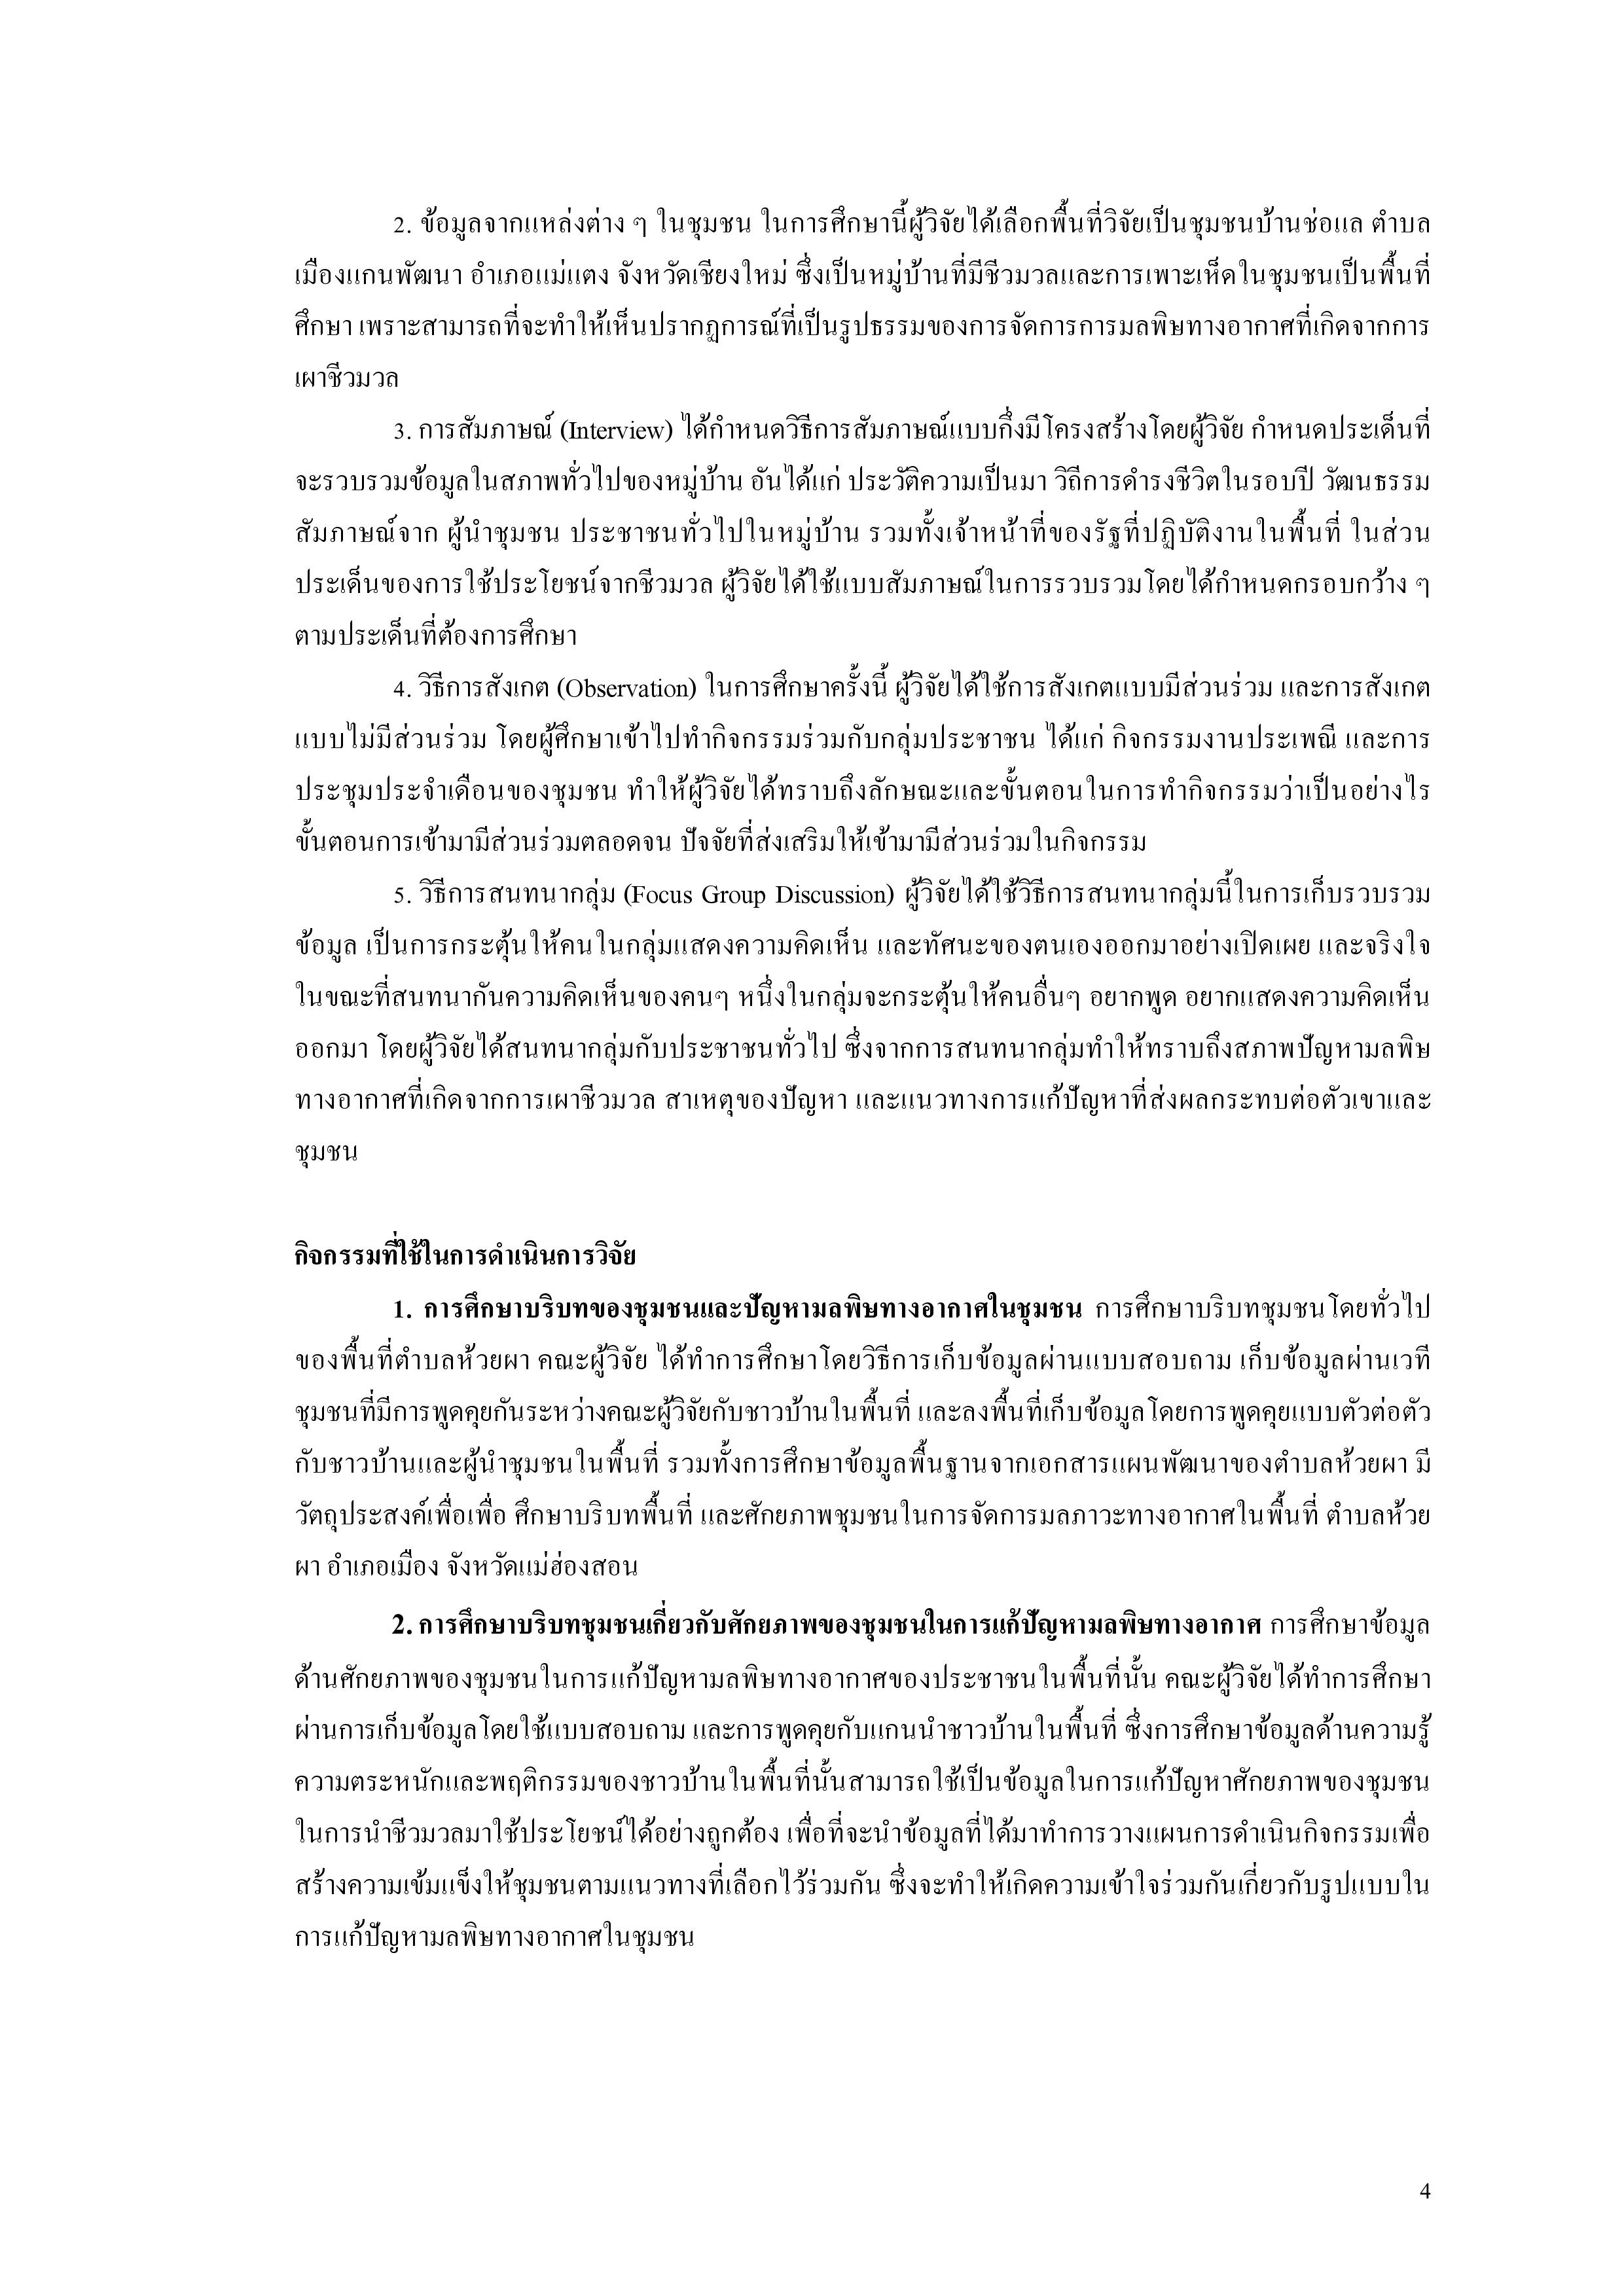 2. ข้อมูลจากแหล่งต่าง ๆ ในชุมชน ในการศึกษานี้ผู้วิจัยได้เลือกพื้นที่วิจัยเป็นชุมชนบ้านช่อแล ตำบล
เมืองแกนพัฒนา อำเภอแม่แตง จังหวัดเชียงใหม่ ซึ่งเป็นหมู่บ้านที่มีชีวมวลและการเพาะเห็ดในชุมชนเป็นพื้นที่
ศึกษา เพราะสามารถที่จะทำให้เห็นปรากฏการณ์ที่เป็นรูปธรรมของการจัดการการมลพิษทางอากาศที่เกิดจากการ
เผาชีวมวล
3. การสัมภาษณ์ (Interview) ได้กำหนดวิธีการสัมภาษณ์แบบกึ่งมีโครงสร้างโดยผู้วิจัย กำหนดประเด็นที่
จะรวบรวมข้อมูลในสภาพทั่วไปของหมู่บ้าน อันได้แก่ ประวัติความเป็นมา วิถีการดำรงชีวิตในรอบปี วัฒนธรรม
สัมภาษณ์จาก ผู้นำชุมชน ประชาชนทั่วไปในหมู่บ้าน รวมทั้งเจ้าหน้าที่ของรัฐที่ปฏิบัติงานในพื้นที่ ในส่วน
ประเด็นของการใช้ประโยชน์จากชีวมวล ผู้วิจัยได้ใช้แบบสัมภาษณ์ในการรวบรวมโดยได้กำหนดกรอบกว้าง ๆ
ตามประเด็นที่ต้องการศึกษา
4. วิธีการสังเกต (Observation) ในการศึกษาครั้งนี้ ผู้วิจัยได้ใช้การสังเกตแบบมีส่วนร่วม และการสังเกต
แบบไม่มีส่วนร่วม โดยผู้ศึกษาเข้าไปทำกิจกรรมร่วมกับกลุ่มประชาชน ได้แก่ กิจกรรมงานประเพณี และการ
ประชุมประจำเดือนของชุมชน ทำให้ผู้วิจัยได้ทราบถึงลักษณะและขั้นตอนในการทำกิจกรรมว่าเป็นอย่างไร
ขั้นตอนการเข้ามามีส่วนร่วมตลอดจน ปัจจัยที่ส่งเสริมให้เข้ามามีส่วนร่วมในกิจกรรม
5. วิธีการสนทนากลุ่ม (Focus Group Discussion) ผู้วิจัยได้ใช้วิธีการสนทนากลุ่มนี้ในการเก็บรวบรวม
ข้อมูล เป็นการกระตุ้นให้คนในกลุ่มแสดงความคิดเห็น และทัศนะของตนเองออกมาอย่างเปิดเผย และจริงใจ
ในขณะที่สนทนากันความคิดเห็นของคนๆ หนึ่งในกลุ่มจะกระตุ้นให้คนอื่นๆ อยากพูด อยากแสดงความคิดเห็น
ออกมา โดยผู้วิจัยได้สนทนากลุ่มกับประชาชนทั่วไป ซึ่งจากการสนทนากลุ่มทำให้ทราบถึงสภาพปัญหามลพิษ
ทางอากาศที่เกิดจากการเผาชีวมวล สาเหตุของปัญหา และแนวทางการแก้ปัญหาที่ส่งผลกระทบต่อตัวเขาและ
ชุมชน
กิจกรรมที่ใช้ในการดำเนินการวิจัย
1. การศึกษาบริบทของชุมชนและปัญหามลพิษทางอากาศในชุมชน การศึกษาบริบทชุมชนโดยทั่วไป
ของพื้นที่ตำบลห้วยผา คณะผู้วิจัย ได้ทำการศึกษาโดยวิธีการเก็บข้อมูลผ่านแบบสอบถาม เก็บข้อมูลผ่านเวที
ชุมชนที่มีการพูดคุยกันระหว่างคณะผู้วิจัยกับชาวบ้านในพื้นที่ และลงพื้นที่เก็บข้อมูลโดยการพูดคุยแบบตัวต่อตัว
กับชาวบ้านและผู้นำชุมชนในพื้นที่ รวมทั้งการศึกษาข้อมูลพื้นฐานจากเอกสารแผนพัฒนาของตำบลห้วยผา มี
วัตถุประสงค์เพื่อเพื่อ ศึกษาบริบทพื้นที่ และศักยภาพชุมชนในการจัดการมลภาวะทางอากาศในพื้นที่ ตำบลห้วย
ผา อำเภอเมือง จังหวัดแม่ฮ่องสอน
2. การศึกษาบริบทชุมชนเกี่ยวกับศักยภาพของชุมชนในการแก้ปัญหามลพิษทางอากาศ การศึกษาข้อมูล
ด้านศักยภาพของชุมชนในการแก้ปัญหามลพิษทางอากาศของประชาชนในพื้นที่นั้น คณะผู้วิจัยได้ทำการศึกษา
ผ่านการเก็บข้อมูลโดยใช้แบบสอบถาม และการพูดคุยกับแกนนำชาวบ้านในพื้นที่ ซึ่งการศึกษาข้อมูลด้านความรู้
ความตระหนักและพฤติกรรมของชาวบ้านในพื้นที่นั้นสามารถใช้เป็นข้อมูลในการแก้ปัญหาศักยภาพของชุมชน
ในการนำชีวมวลมาใช้ประโยชน์ได้อย่างถูกต้อง เพื่อที่จะนำข้อมูลที่ได้มาทำการวางแผนการดำเนินกิจกรรมเพื่อ
สร้างความเข้มแข็งให้ชุมชนตามแนวทางที่เลือกไว้ร่วมกัน ซึ่งจะทำให้เกิดความเข้าใจร่วมกันเกี่ยวกับรูปแบบใน
การแก้ปัญหามลพิษทางอากาศในชุมชน
4